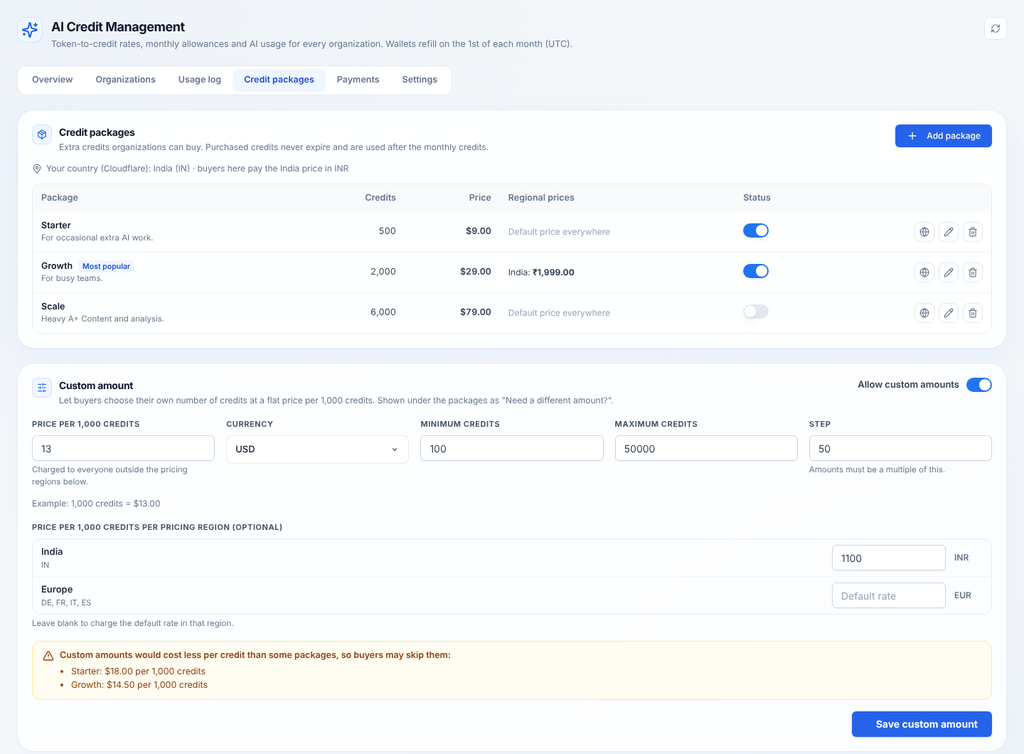 AI Credit Management
Token-to-credit rates, monthly allowances and AI usage for every organization. Wallets refill on the 1st of each month (UTC).
Overview Organizations Usage log Credit packages Payments Settings
Credit packages
Extra credits organizations can buy. Purchased credits never expire and are used after the monthly credits.
Add package
Your country (Cloudflare): India (IN) · buyers here pay the India price in INR
Package Credits Price Regional prices Status
Starter
For occasional extra AI work.
500 $9.00 Default price everywhere
Growth Most popular
For busy teams.
2,000 $29.00 India: ₹1,999.00
Scale
Heavy A+ Content and analysis.
6,000 $79.00 Default price everywhere
Custom amount
Let buyers choose their own number of credits at a flat price per 1,000 credits. Shown under the packages as "Need a different amount?".
Allow custom amounts
PRICE PER 1,000 CREDITS CURRENCY MINIMUM CREDITS MAXIMUM CREDITS STEP
13 USD 100 50000 50
Charged to everyone outside the pricing
regions below.
Amounts must be a multiple of this.
Example: 1,000 credits = $13.00
PRICE PER 1,000 CREDITS PER PRICING REGION (OPTIONAL)
India
IN
1100 INR
Europe
DE, FR, IT, ES
Default rate EUR
Leave blank to charge the default rate in that region.
Custom amounts would cost less per credit than some packages, so buyers may skip them:
• Starter: $18.00 per 1,000 credits
• Growth: $14.50 per 1,000 credits
Save custom amount